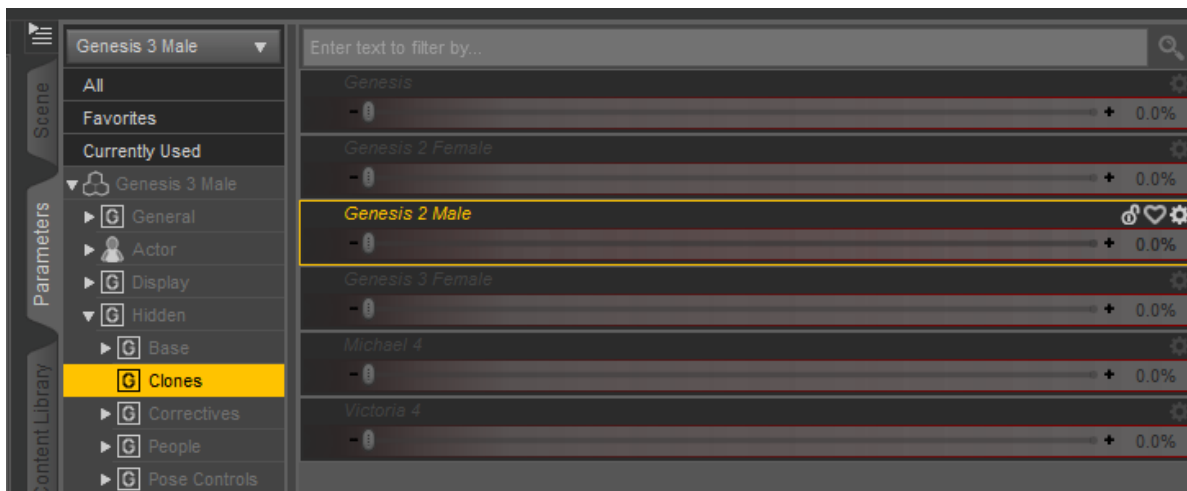 Scene
Parameters
Content Library
Genesis 3 Male
All
Favorites
Currently Used
Genesis 3 Male
G General
Actor
G Display
G Hidden
G Base
G Clones
G Correctives
G People
G Pose Controls
Enter text to filter by...
Genesis
- + 0.0%
Genesis 2 Female
- + 0.0%
Genesis 2 Male
- + 0.0%
Genesis 3 Female
- + 0.0%
Michael 4
- + 0.0%
Victoria 4
- + 0.0%